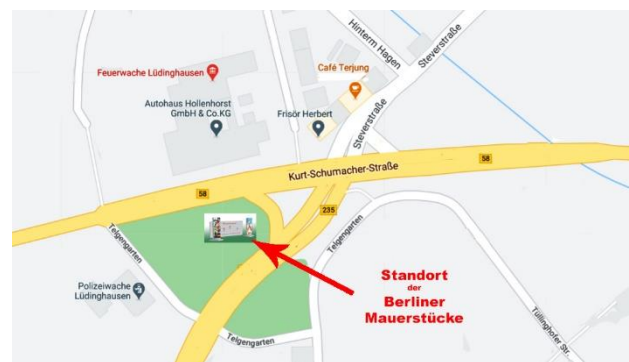 Hinterm Hagen
Steverstraße
Feuerwache Lüdinghausen
Café Terjung
Autohaus Hollenhorst
GmbH & Co.KG
Frisör Herbert
Steverstraße
58
Kurt-Schumacher-Straße
58
235
Telgengarten
Telgengarten
Polizeiwache
Lüdinghausen
Standort
der
Berliner
Mauerstücke
Telgengarten
Tüllinghofer Str.